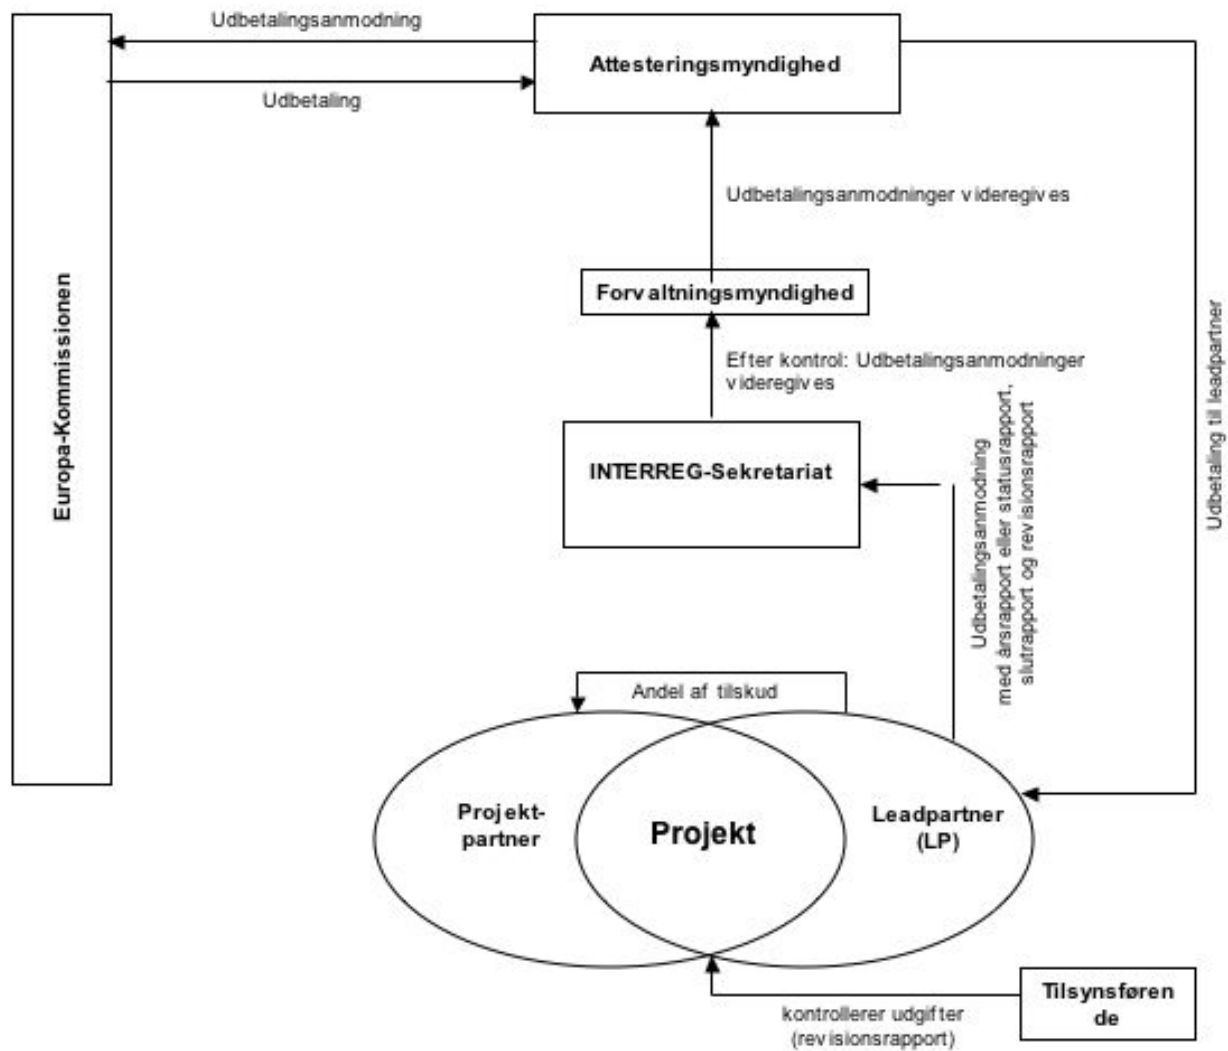 Udbetalingsanmodning
Attesteringsmyndighed
Udbetaling
Udbetalingsanmodninger videregives
Europa-Kommissionen
Forvaltningsmyndighed
Efter kontrol: Udbetalingsanmodninger
videregives
Udbetaling til leadpartner
INTERREG-Sekretariat
Udbetalingsanmodning
med årsrapport eller statusrapport,
slutrapport og revisionsrapport
Andel af tilskud
Projekt-
partner
Projekt
Leadpartner
(LP)
Tilsynsføren
de
kontrollerer udgifter
(revisionsrapport)